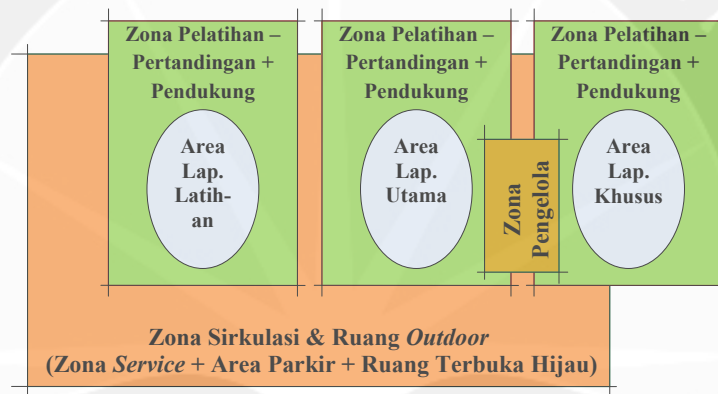 Zona Pelatihan –
Pertandingan +
Pendukung
Area
Lap.
Latih-
an
Zona Pelatihan –
Pertandingan +
Pendukung
Area
Lap.
Utama
Zona
Pengelola
Zona Pelatihan –
Pertandingan +
Pendukung
Area
Lap.
Khusus
Zona Sirkulasi & Ruang Outdoor
(Zona Service + Area Parkir + Ruang Terbuka Hijau)